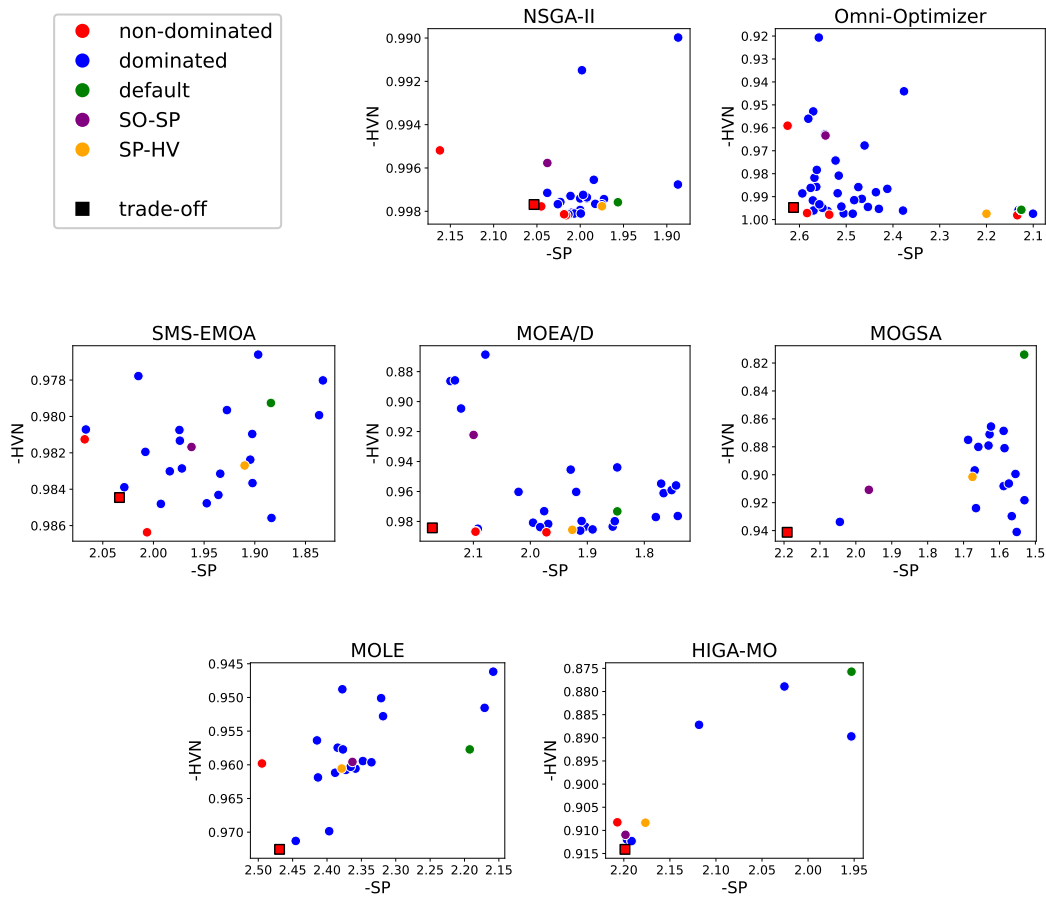 non-dominated
dominated
default
SO-SP
SP-HV
trade-off
NSGA-II
-HVN
0.990
0.992
0.994
0.996
0.998
2.15 2.10 2.05 2.00 1.95 1.90
-SP
Omni-Optimizer
-HVN
0.92
0.93
0.94
0.95
0.96
0.97
0.98
0.99
1.00
2.6 2.5 2.4 2.3 2.2 2.1
-SP
SMS-EMOA
-HVN
0.978
0.980
0.982
0.984
0.986
2.05 2.00 1.95 1.90 1.85
-SP
MOEA/D
-HVN
0.88
0.90
0.92
0.94
0.96
0.98
2.1 2.0 1.9 1.8
-SP
MOGSA
-HVN
0.82
0.84
0.86
0.88
0.90
0.92
0.94
2.2 2.1 2.0 1.9 1.8 1.7 1.6 1.5
-SP
MOLE
-HVN
0.945
0.950
0.955
0.960
0.965
0.970
2.50 2.45 2.40 2.35 2.30 2.25 2.20 2.15
-SP
HIGA-MO
-HVN
0.875
0.880
0.885
0.890
0.895
0.900
0.905
0.910
0.915
2.20 2.15 2.10 2.05 2.00 1.95
-SP